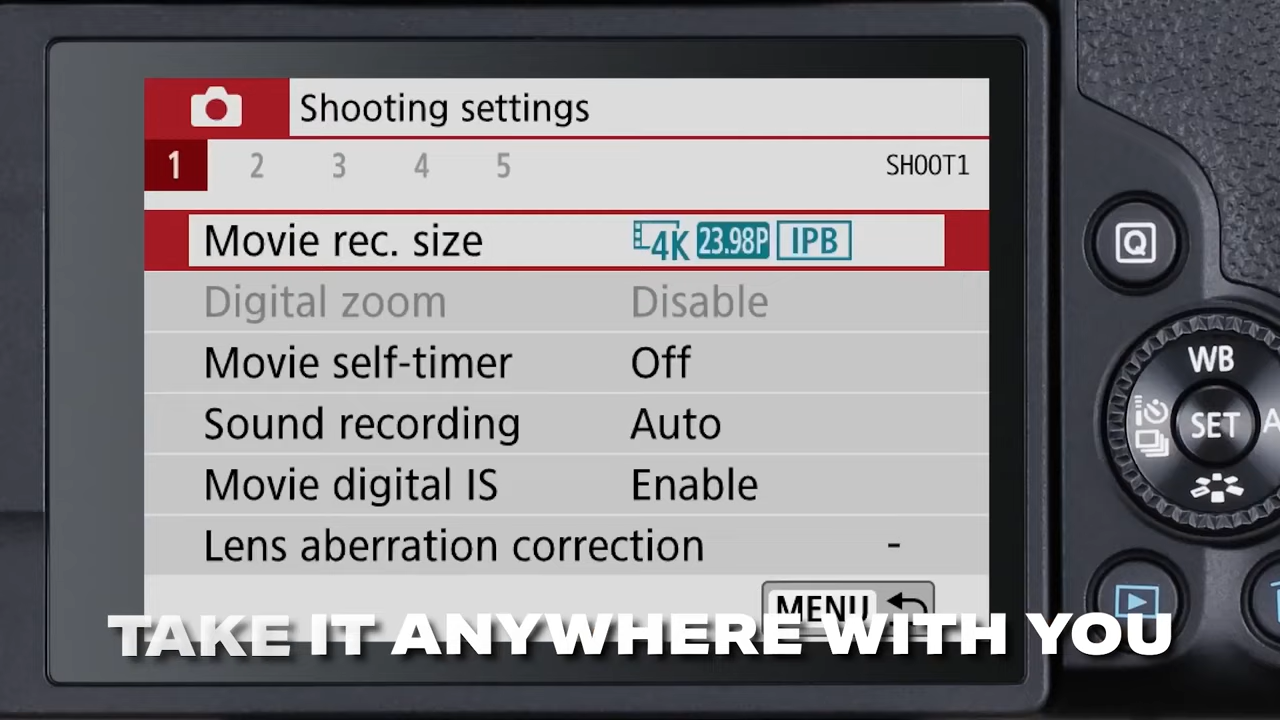 Shooting settings
1 2 3 4 5 SHOOT1
Movie rec. size 4K 23.98P IPB
Digital zoom Disable
Movie self-timer Off
Sound recording Auto
Movie digital IS Enable
Lens aberration correction -
MENU
TAKE IT ANYWHERE WITH YOU
Q
WB
SET
A